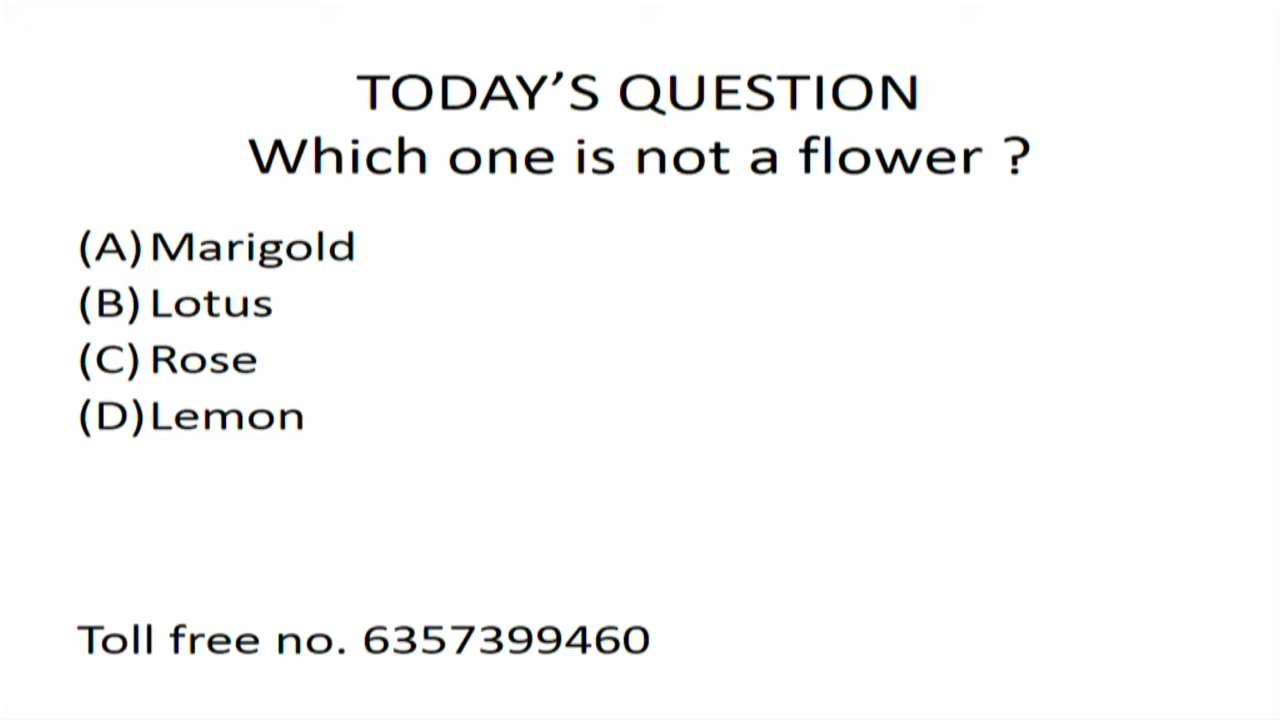 TODAY’S QUESTION
Which one is not a flower ?
(A) Marigold
(B) Lotus
(C) Rose
(D) Lemon
Toll free no. 6357399460